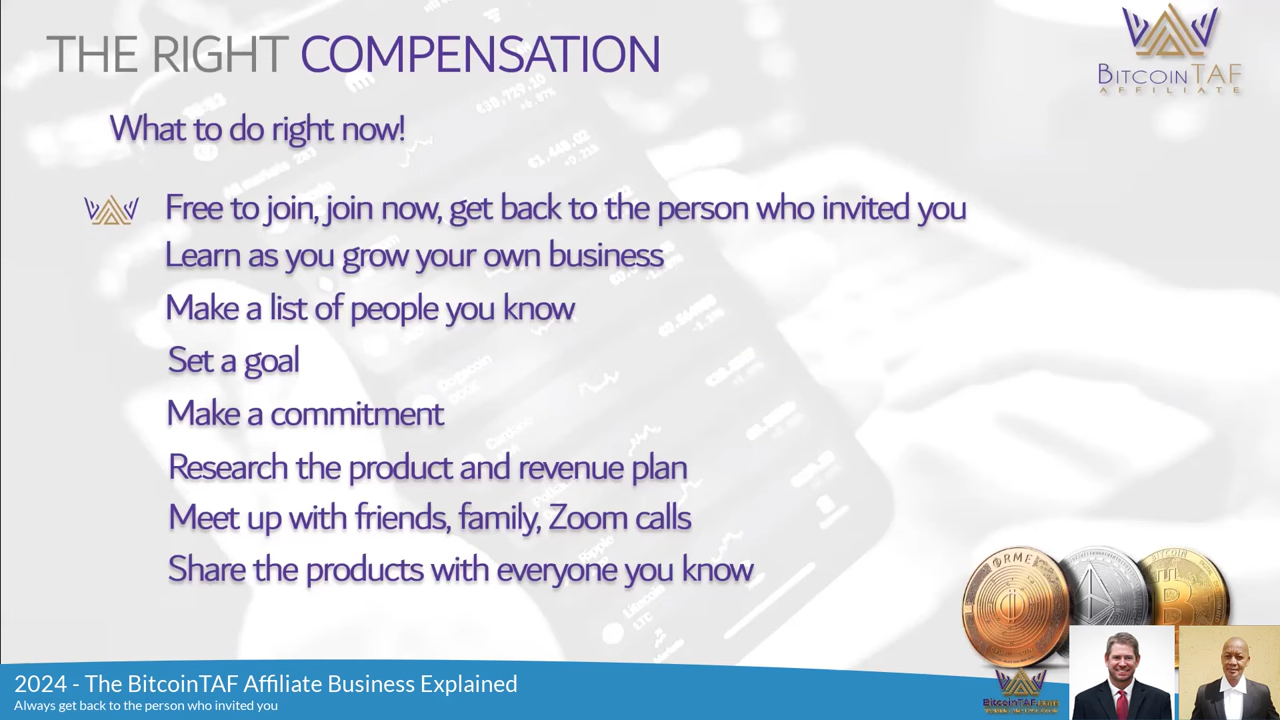 THE RIGHT COMPENSATION
BITCOINTAF
AFFILIATE
What to do right now!
Free to join, join now, get back to the person who invited you
Learn as you grow your own business
Make a list of people you know
Set a goal
Make a commitment
Research the product and revenue plan
Meet up with friends, family, Zoom calls
Share the products with everyone you know
ORME
BITCOIN
2024 - The BitcoinTAF Affiliate Business Explained
Always get back to the person who invited you